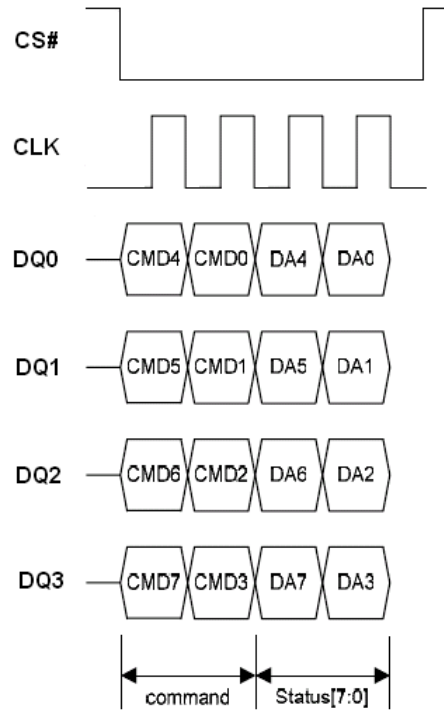 CS#
CLK
DQ0 CMD4 CMD0 DA4 DA0
DQ1 CMD5 CMD1 DA5 DA1
DQ2 CMD6 CMD2 DA6 DA2
DQ3 CMD7 CMD3 DA7 DA3
command Status[7:0]